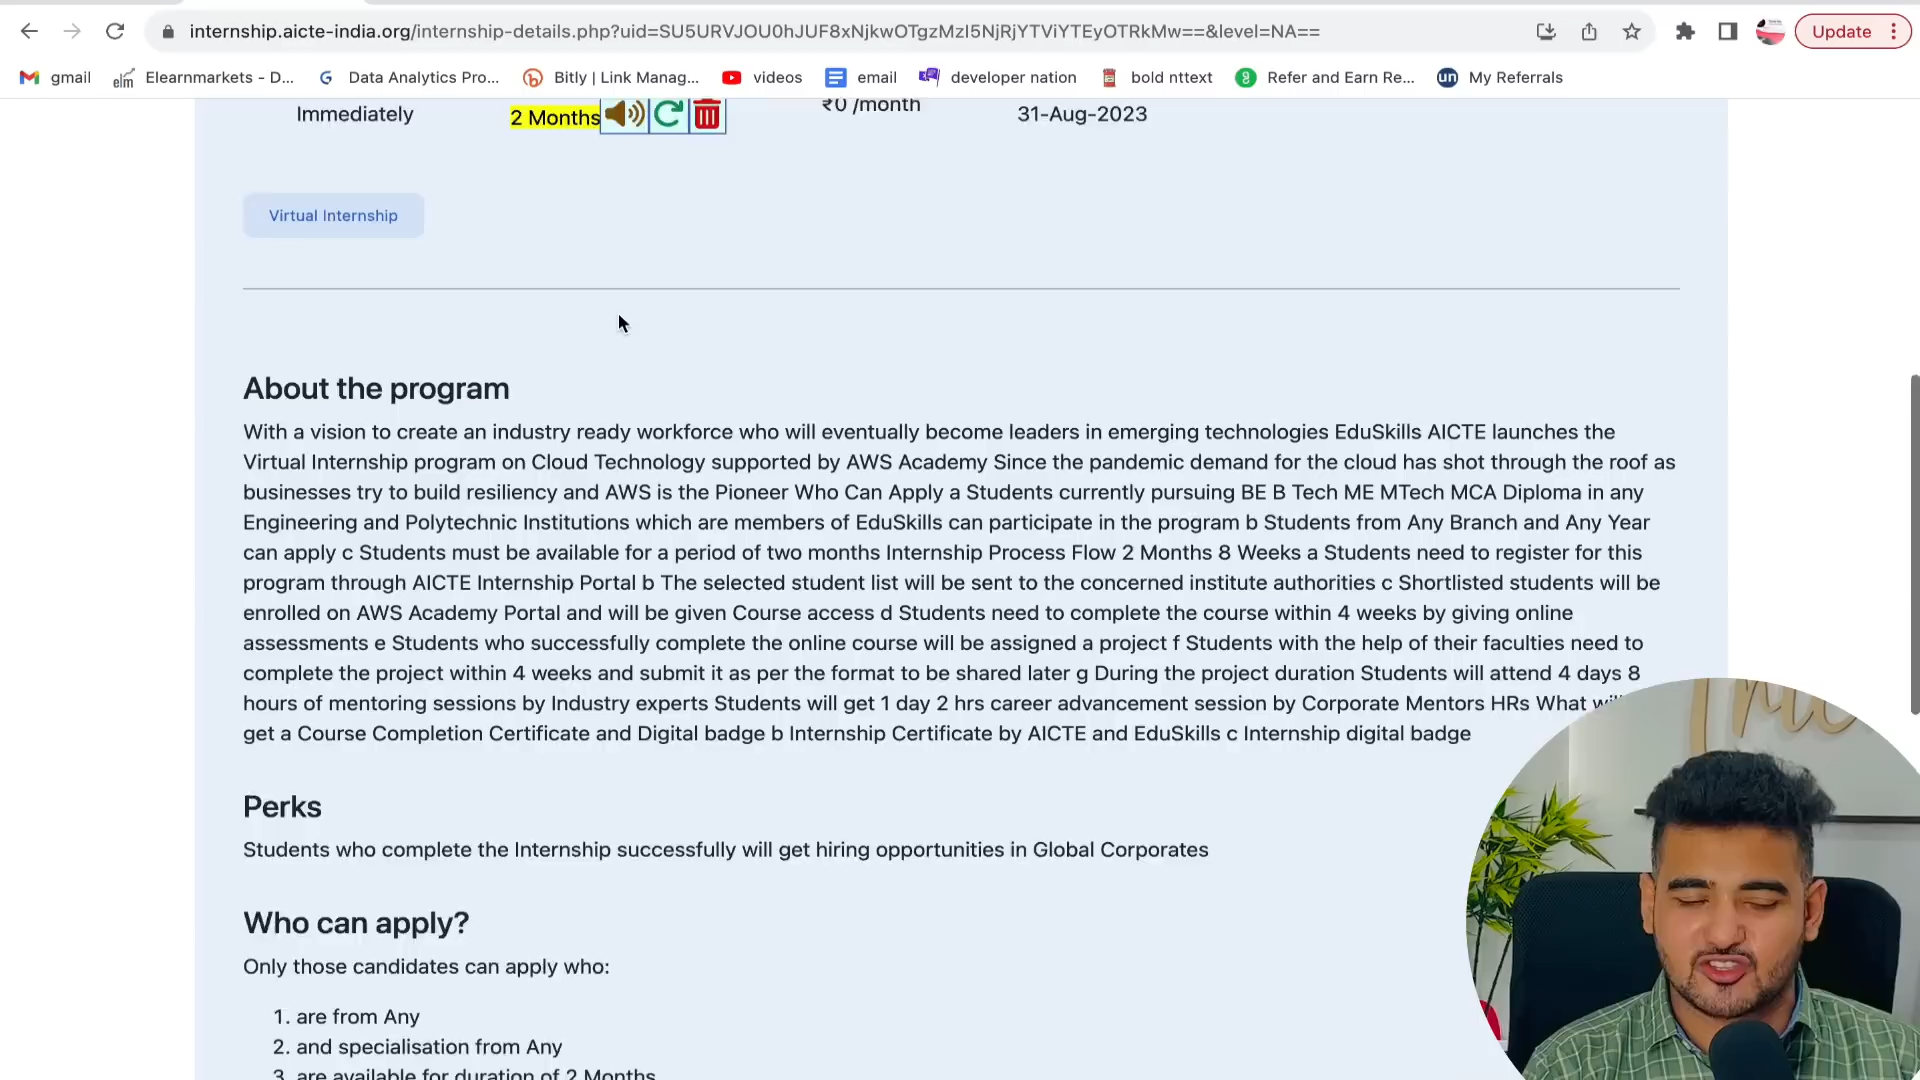 internship.aicte-india.org/internship-details.php?uid=SU5URVJOU0hJUF8xNjkwOTgzMzI5NjRjYTViYTEyOTRkMw==&level=NA==
Update
gmail
elm Elearnmarkets - D...
Data Analytics Pro...
Bitly | Link Manag...
videos
email
developer nation
bold nttext
Refer and Earn Re...
un My Referrals
Immediately
2 Months
₹0 /month
31-Aug-2023
Virtual Internship
About the program
With a vision to create an industry ready workforce who will eventually become leaders in emerging technologies EduSkills AICTE launches the
Virtual Internship program on Cloud Technology supported by AWS Academy Since the pandemic demand for the cloud has shot through the roof as
businesses try to build resiliency and AWS is the Pioneer Who Can Apply a Students currently pursuing BE B Tech ME MTech MCA Diploma in any
Engineering and Polytechnic Institutions which are members of EduSkills can participate in the program b Students from Any Branch and Any Year
can apply c Students must be available for a period of two months Internship Process Flow 2 Months 8 Weeks a Students need to register for this
program through AICTE Internship Portal b The selected student list will be sent to the concerned institute authorities c Shortlisted students will be
enrolled on AWS Academy Portal and will be given Course access d Students need to complete the course within 4 weeks by giving online
assessments e Students who successfully complete the online course will be assigned a project f Students with the help of their faculties need to
complete the project within 4 weeks and submit it as per the format to be shared later g During the project duration Students will attend 4 days 8
hours of mentoring sessions by Industry experts Students will get 1 day 2 hrs career advancement session by Corporate Mentors HRs What
get a Course Completion Certificate and Digital badge b Internship Certificate by AICTE and EduSkills c Internship digital badge
Perks
Students who complete the Internship successfully will get hiring opportunities in Global Corporates
Who can apply?
Only those candidates can apply who:
1. are from Any
2. and specialisation from Any
3. are available for duration of 2 Months